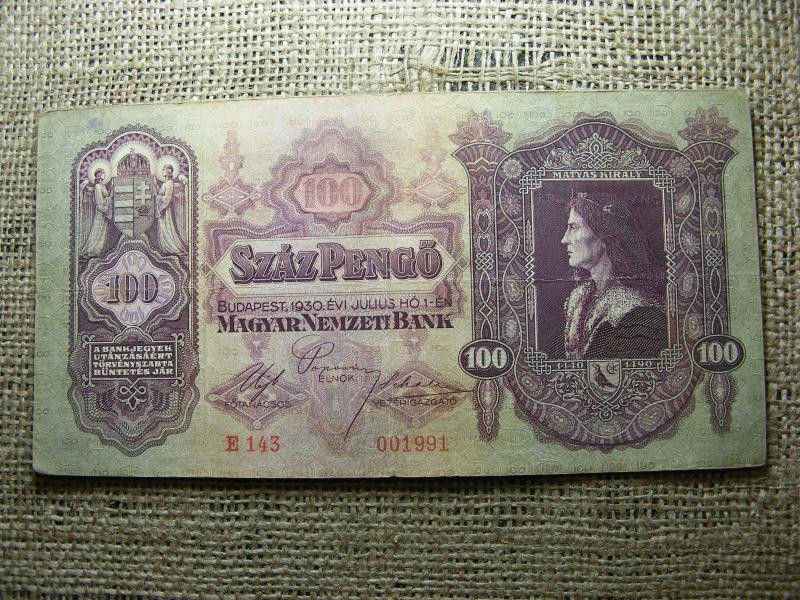 100
A BANKJEGYEK
UTÁNZÁSÁÉRT
TÖRVÉNYSZABTA
BÜNTETÉS JÁR
100
SZÁZ PENGŐ
BUDAPEST, 1930. ÉVI JULIUS HÓ 1-ÉN
MAGYAR NEMZETI BANK
ELNÖK
FŐTANÁCSOS
VEZÉRIGAZGATÓ
E 143 001991
MÁTYÁS KIRÁLY
100 100
1440 1490